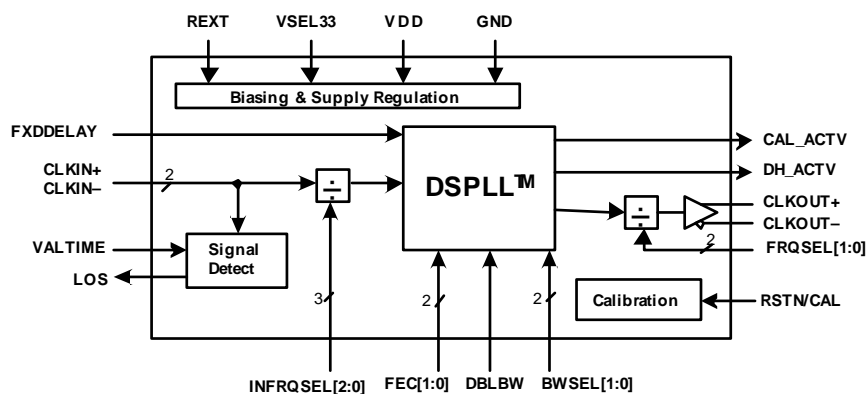 REXT VSEL33 VDD GND
Biasing & Supply Regulation
FXDDELAY
CAL_ACTV
DSPLL™
DH_ACTV
CLKIN+
CLKIN–
2
÷
÷
CLKOUT+
CLKOUT–
2
FRQSEL[1:0]
VALTIME
LOS
Signal
Detect
3
2
2
Calibration
RSTN/CAL
INFRQSEL[2:0] FEC[1:0] DBLBW BWSEL[1:0]